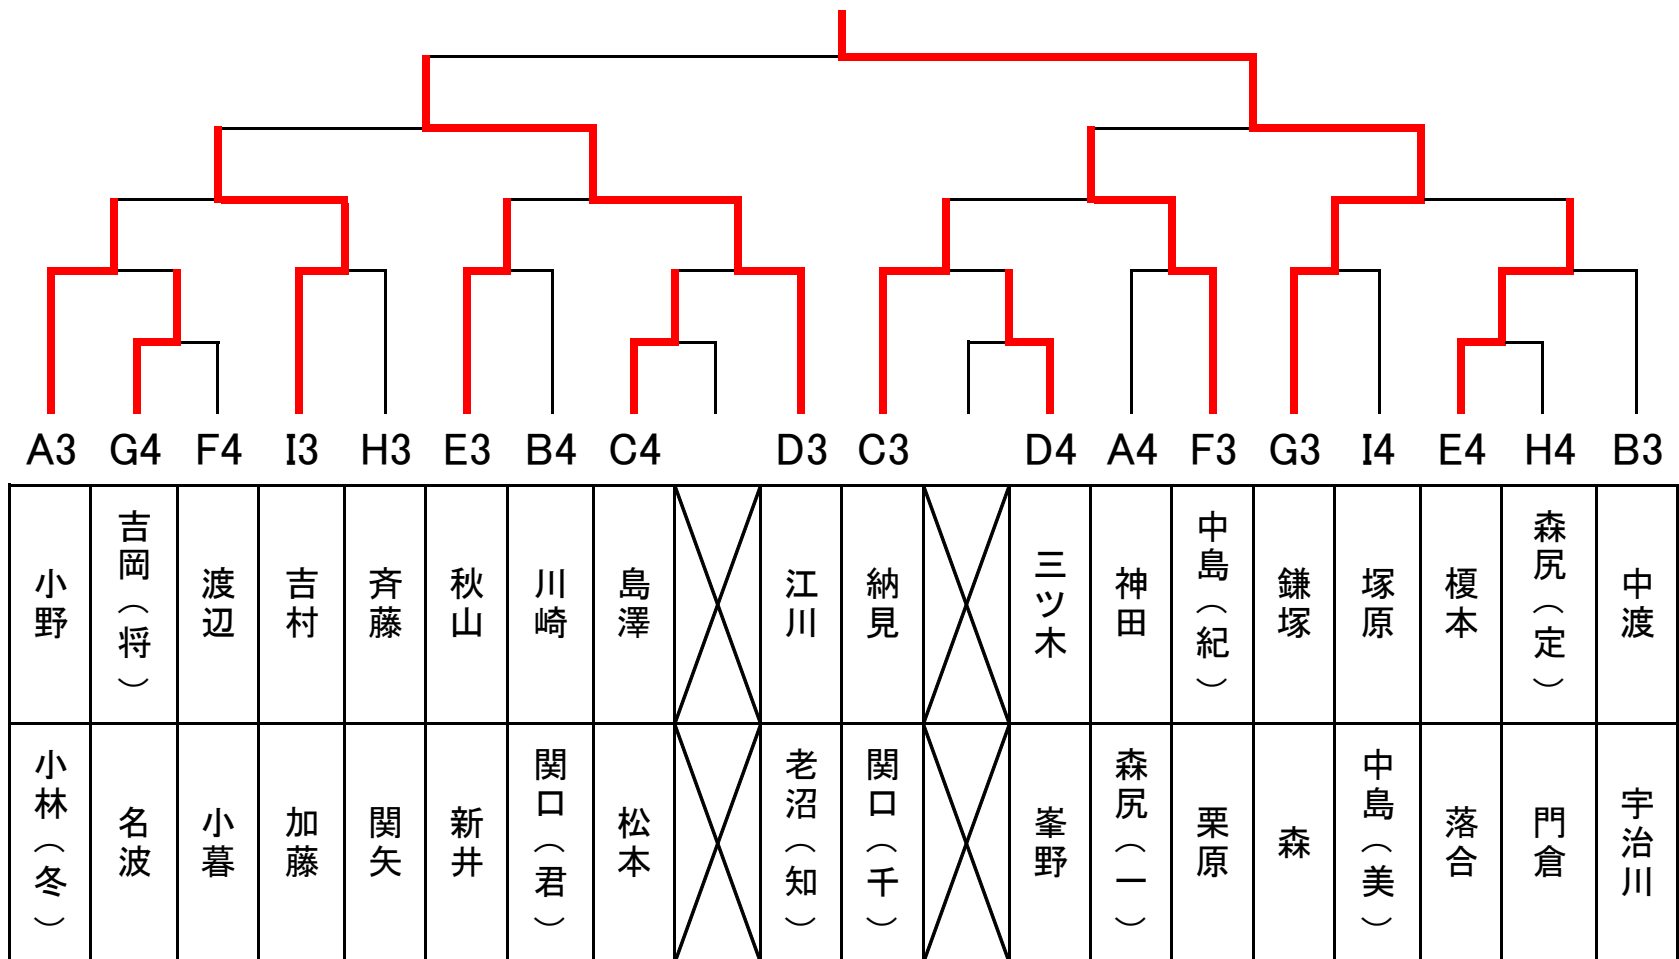 A3 G4 F4 I3 H3 E3 B4 C4 D3 C3 D4 A4 F3 G3 I4 E4 H4 B3
小野 吉岡（将） 渡辺 吉村 斉藤 秋山 川崎 島澤 江川 納見 三ツ木 神田 中島（紀） 鎌塚 塚原 榎本 森尻（定） 中渡
小林（冬） 名波 小暮 加藤 関矢 新井 関口（君） 松本 老沼（知） 関口（千） 峯野 森尻（一） 栗原 森 中島（美） 落合 門倉 宇治川